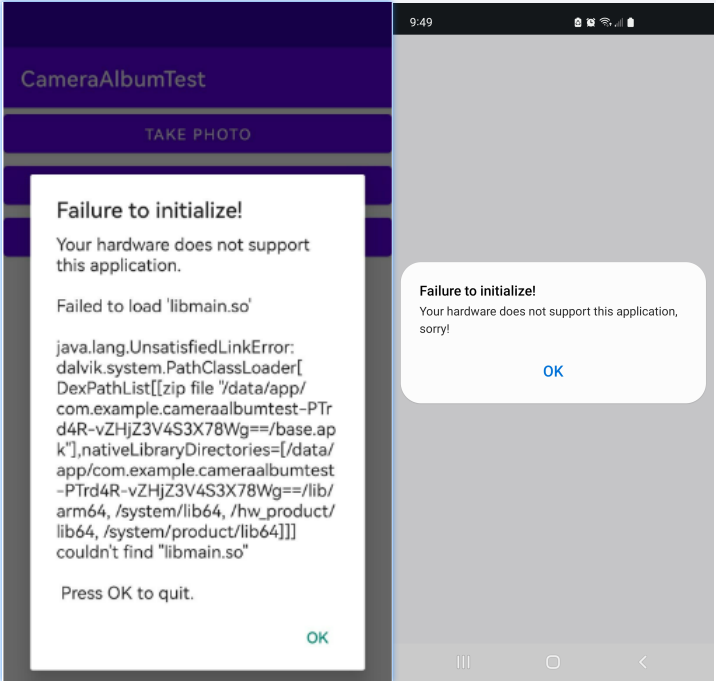 CameraAlbumTest
TAKE PHOTO
Failure to initialize!
Your hardware does not support
this application.
Failed to load 'libmain.so'
java.lang.UnsatisfiedLinkError:
dalvik.system.PathClassLoader[
DexPathList[[zip file "/data/app/
com.example.cameraalbumtest-PTr
d4R-vZHjZ3V4S3X78Wg==/base.ap
k"],nativeLibraryDirectories=[/data/
app/com.example.cameraalbumtest
-PTrd4R-vZHjZ3V4S3X78Wg==/lib/
arm64, /system/lib64, /hw_product/
lib64, /system/product/lib64]]]
couldn't find "libmain.so"
Press OK to quit.
OK
9:49
Failure to initialize!
Your hardware does not support this application,
sorry!
OK